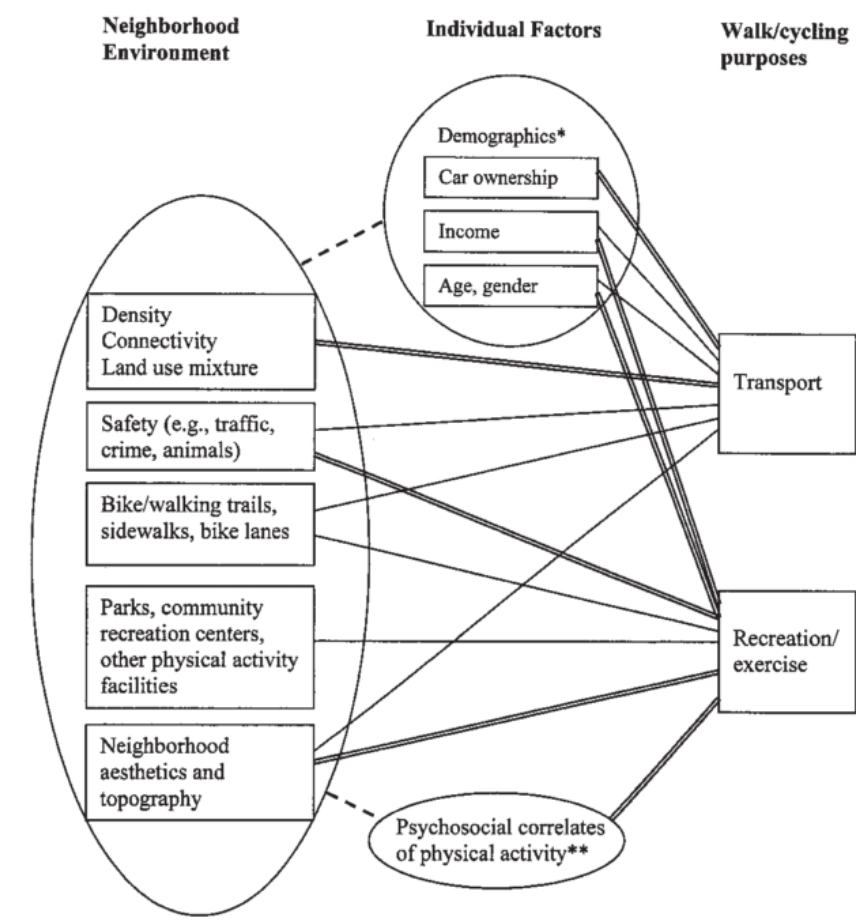 Neighborhood
Environment
Individual Factors
Walk/cycling
purposes
Demographics*
Car ownership
Income
Age, gender
Density
Connectivity
Land use mixture
Safety (e.g., traffic,
crime, animals)
Bike/walking trails,
sidewalks, bike lanes
Parks, community
recreation centers,
other physical activity
facilities
Neighborhood
aesthetics and
topography
Psychosocial correlates
of physical activity**
Transport
Recreation/
exercise